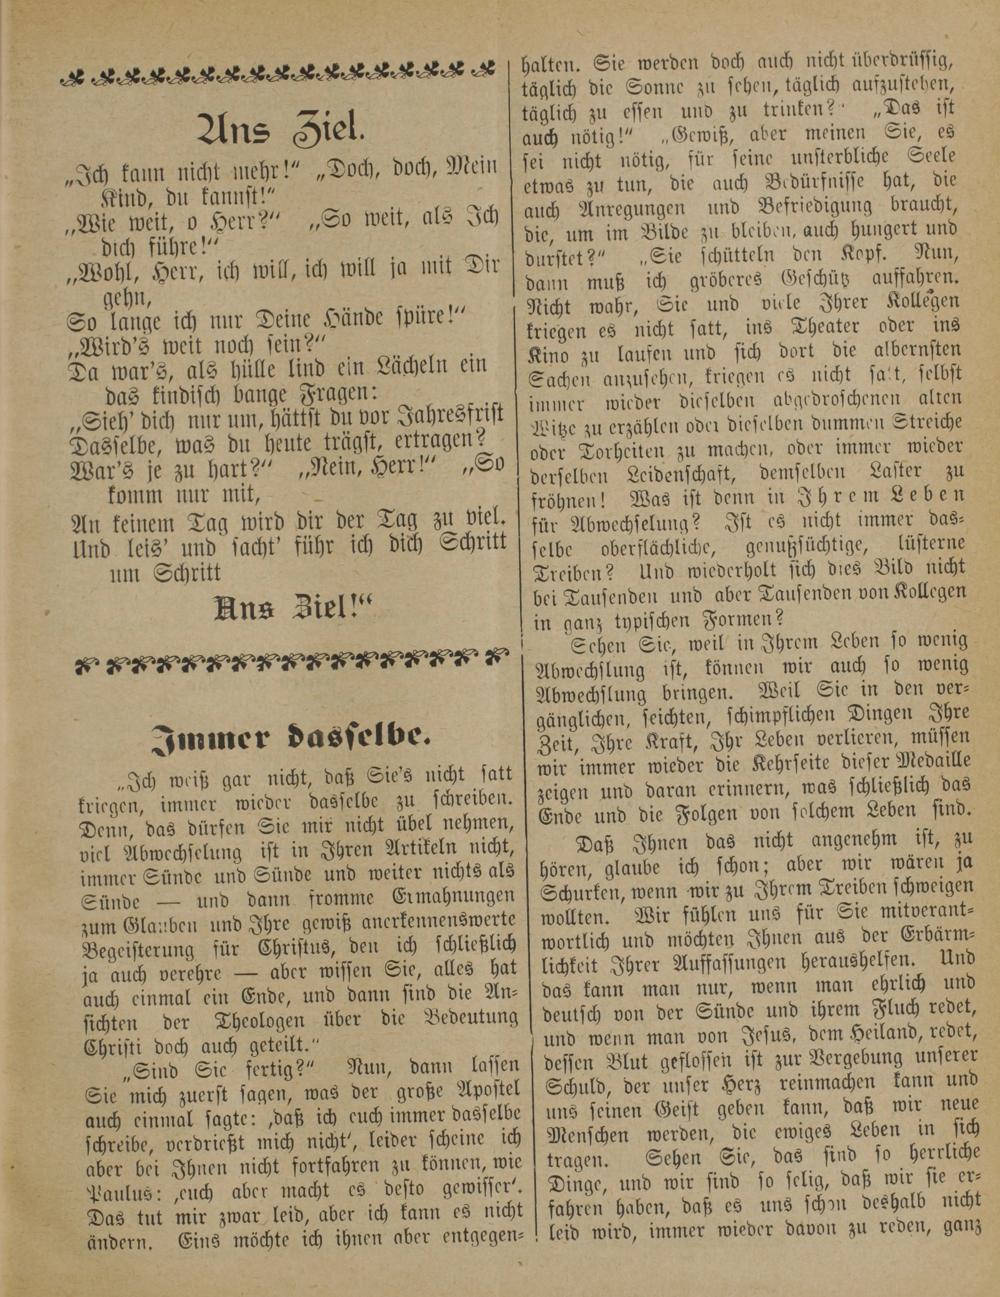 Ans Ziel.
„Ich kann nicht mehr!“ „Doch, doch, Mein
Kind, du kannst!“
„Wie weit, o Herr?“ „So weit, als Ich
dich führe!“
„Wohl, Herr, ich will, ich will ja mit Dir
gehn,
So lange ich nur Deine Hände spüre!“
„Wird's weit noch sein?“
Da war's, als hülle lind ein Lächeln ein
das kindisch bange Fragen:
„Sieh' dich nur um, hättst du vor Jahresfrist
Dasselbe, was du heute trägst, ertragen?
War's je zu hart?“ „Nein, Herr!“ „So
komm nur mit,
An keinem Tag wird dir der Tag zu viel.
Und leis' und sacht' führ ich dich Schritt
um Schritt
Ans Ziel!“
Immer dasselbe.
„Ich weiß gar nicht, daß Sie's nicht satt
kriegen, immer wieder dasselbe zu schreiben.
Denn, das dürfen Sie mir nicht übel nehmen,
viel Abwechselung ist in Ihren Artikeln nicht,
immer Sünde und Sünde und weiter nichts als
Sünde — und dann fromme Ermahnungen
zum Glauben und Ihre gewiß anerkennenswerte
Begeisterung für Christus, den ich schließlich
ja auch verehre — aber wissen Sie, alles hat
auch einmal ein Ende, und dann sind die An-
sichten der Theologen über die Bedeutung
Christi doch auch geteilt.“
„Sind Sie fertig?“ Nun, dann lassen
Sie mich zuerst sagen, was der große Apostel
auch einmal sagte: ‚daß ich euch immer dasselbe
schreibe, verdrießt mich nicht‘, leider scheine ich
aber bei Ihnen nicht fortfahren zu können, wie
Paulus: ‚euch aber macht es desto gewisser‘.
Das tut mir zwar leid, aber ich kann es nicht
ändern. Eins möchte ich ihnen aber entgegen-
halten. Sie werden doch auch nicht überdrüssig,
täglich die Sonne zu sehen, täglich aufzustehen,
täglich zu essen und zu trinken? „Das ist
auch nötig!“ „Gewiß, aber meinen Sie, es
sei nicht nötig, für seine unsterbliche Seele
etwas zu tun, die auch Bedürfnisse hat, die
auch Anregungen und Befriedigung braucht,
die, um im Bilde zu bleiben, auch hungert und
durstet?“ „Sie schütteln den Kopf. Nun,
dann muß ich gröberes Geschütz auffahren.
Nicht wahr, Sie und viele Ihrer Kollegen
kriegen es nicht satt, ins Theater oder ins
Kino zu laufen und sich dort die albernsten
Sachen anzusehen, kriegen es nicht satt, selbst
immer wieder dieselben abgedroschenen alten
Witze zu erzählen oder dieselben dummen Streiche
oder Torheiten zu machen, oder immer wieder
derselben Leidenschaft, demselben Laster zu
fröhnen! Was ist denn in Ihrem Leben
für Abwechselung? Ist es nicht immer das-
selbe oberflächliche, genußsüchtige, lüsterne
Treiben? Und wiederholt sich dies Bild nicht
bei Tausenden und aber Tausenden von Kollegen
in ganz typischen Formen?
Sehen Sie, weil in Ihrem Leben so wenig
Abwechslung ist, können wir auch so wenig
Abwechslung bringen. Weil Sie in den ver-
gänglichen, seichten, schimpflichen Dingen Ihre
Zeit, Ihre Kraft, Ihr Leben verlieren, müssen
wir immer wieder die Kehrseite dieser Medaille
zeigen und daran erinnern, was schließlich das
Ende und die Folgen von solchem Leben sind.
Daß Ihnen das nicht angenehm ist, zu
hören, glaube ich schon; aber wir wären ja
Schurken, wenn wir zu Ihrem Treiben schweigen
wollten. Wir fühlen uns für Sie mitverant-
wortlich und möchten Ihnen aus der Erbärm-
lichkeit Ihrer Auffassungen heraushelfen. Und
das kann man nur, wenn man ehrlich und
deutsch von der Sünde und ihrem Fluch redet,
und wenn man von Jesus, dem Heiland, redet,
dessen Blut geflossen ist zur Vergebung unserer
Schuld, der unser Herz reinmachen kann und
uns seinen Geist geben kann, daß wir neue
Menschen werden, die ewiges Leben in sich
tragen. Sehen Sie, das sind so herrliche
Dinge, und wir sind so selig, daß wir sie er-
fahren haben, daß es uns schon deshalb nicht
leid wird, immer wieder davon zu reden, ganz